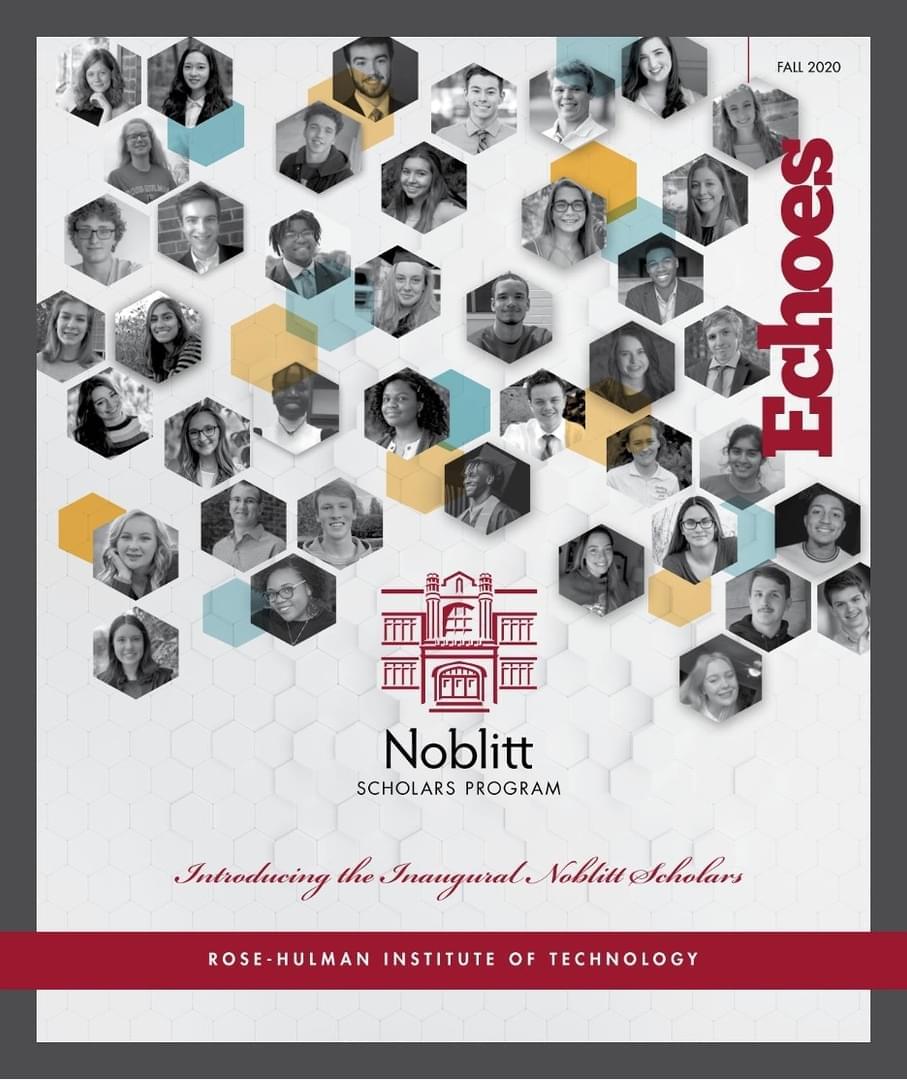 FALL 2020
Echoes
Noblitt
SCHOLARS PROGRAM
Introducing the Inaugural Noblitt Scholars
ROSE-HULMAN INSTITUTE OF TECHNOLOGY